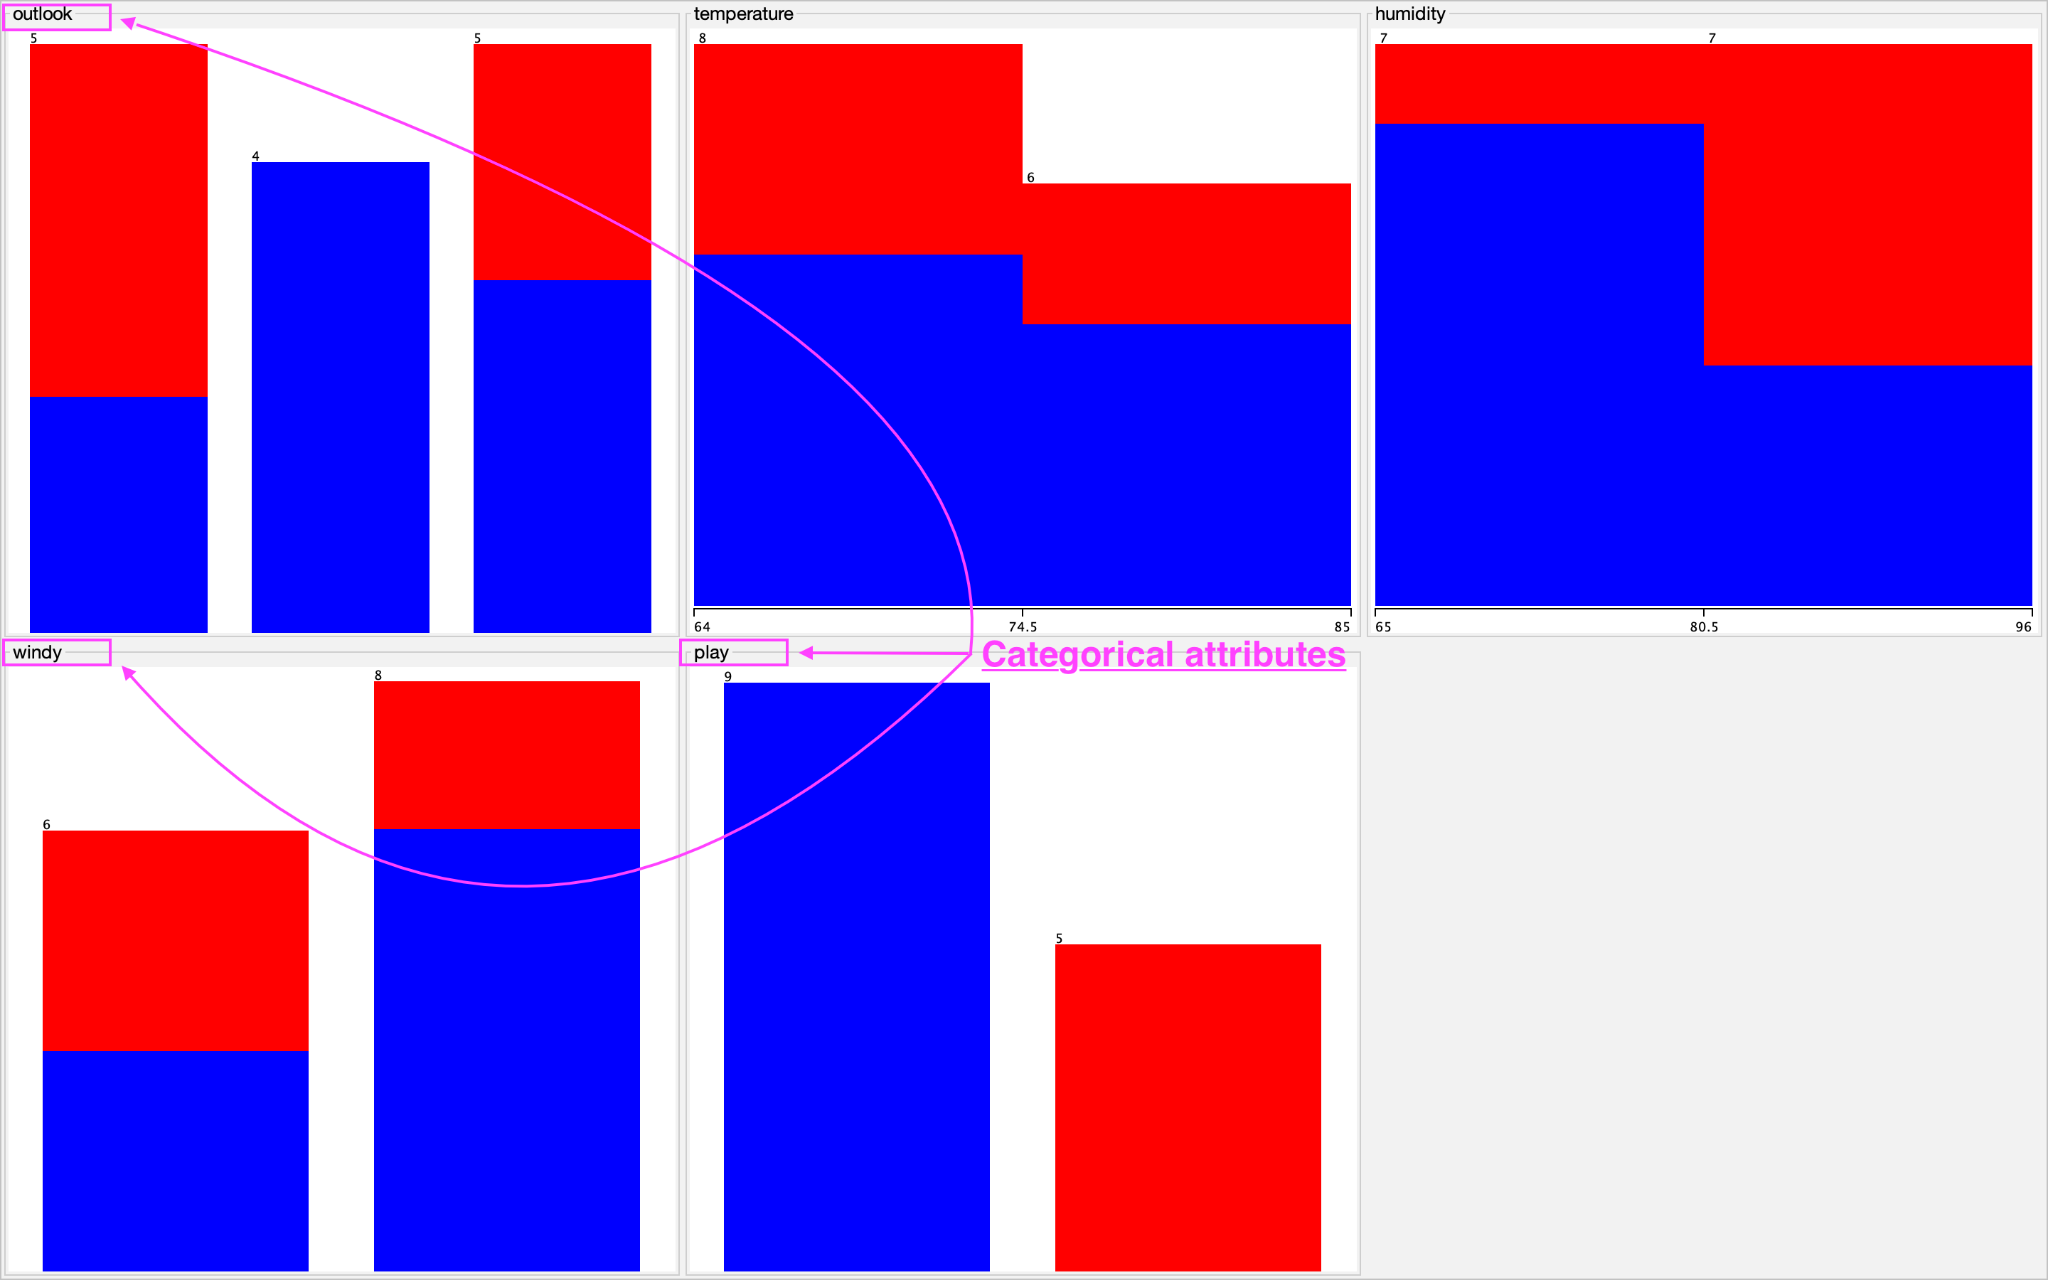 outlook
5
4
5
temperature
8
6
64 74.5 85
humidity
7 7
65 80.5 96
windy
6
8
play
Categorical attributes
9
5